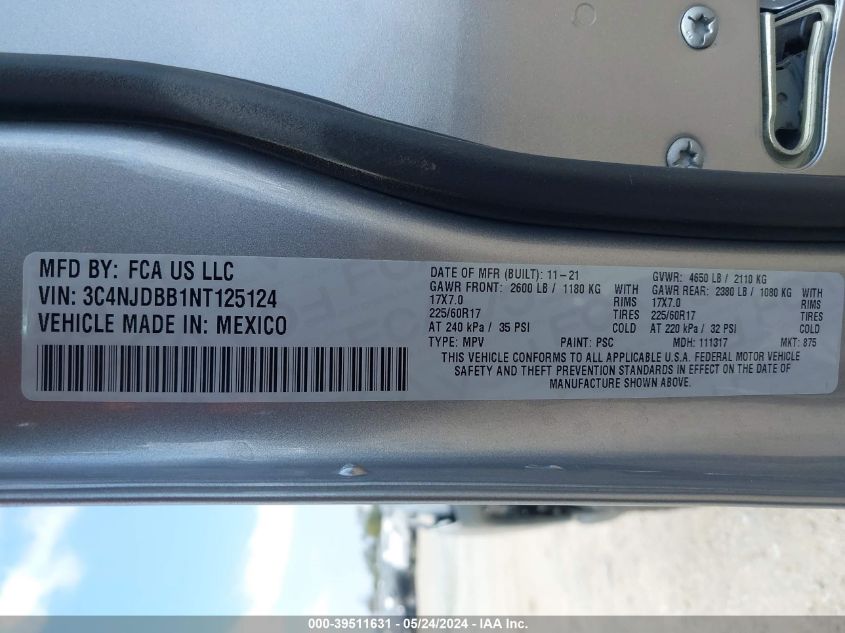 MFD BY: FCA US LLC
VIN: 3C4NJDBB1NT125124
VEHICLE MADE IN: MEXICO
DATE OF MFR (BUILT): 11-21 GVWR: 4650 LB / 2110 KG
GAWR FRONT: 2600 LB / 1180 KG WITH GAWR REAR: 2380 LB / 1080 KG WITH
17X7.0 RIMS 17X7.0 RIMS
225/60R17 TIRES 225/60R17 TIRES
AT 240 kPa / 35 PSI COLD AT 220 kPa / 32 PSI COLD
TYPE: MPV PAINT: PSC MDH: 111317 MKT: 875
THIS VEHICLE CONFORMS TO ALL APPLICABLE U.S.A. FEDERAL MOTOR VEHICLE
SAFETY AND THEFT PREVENTION STANDARDS IN EFFECT ON THE DATE OF
MANUFACTURE SHOWN ABOVE.
000-39511631 - 05/24/2024 - IAA Inc.